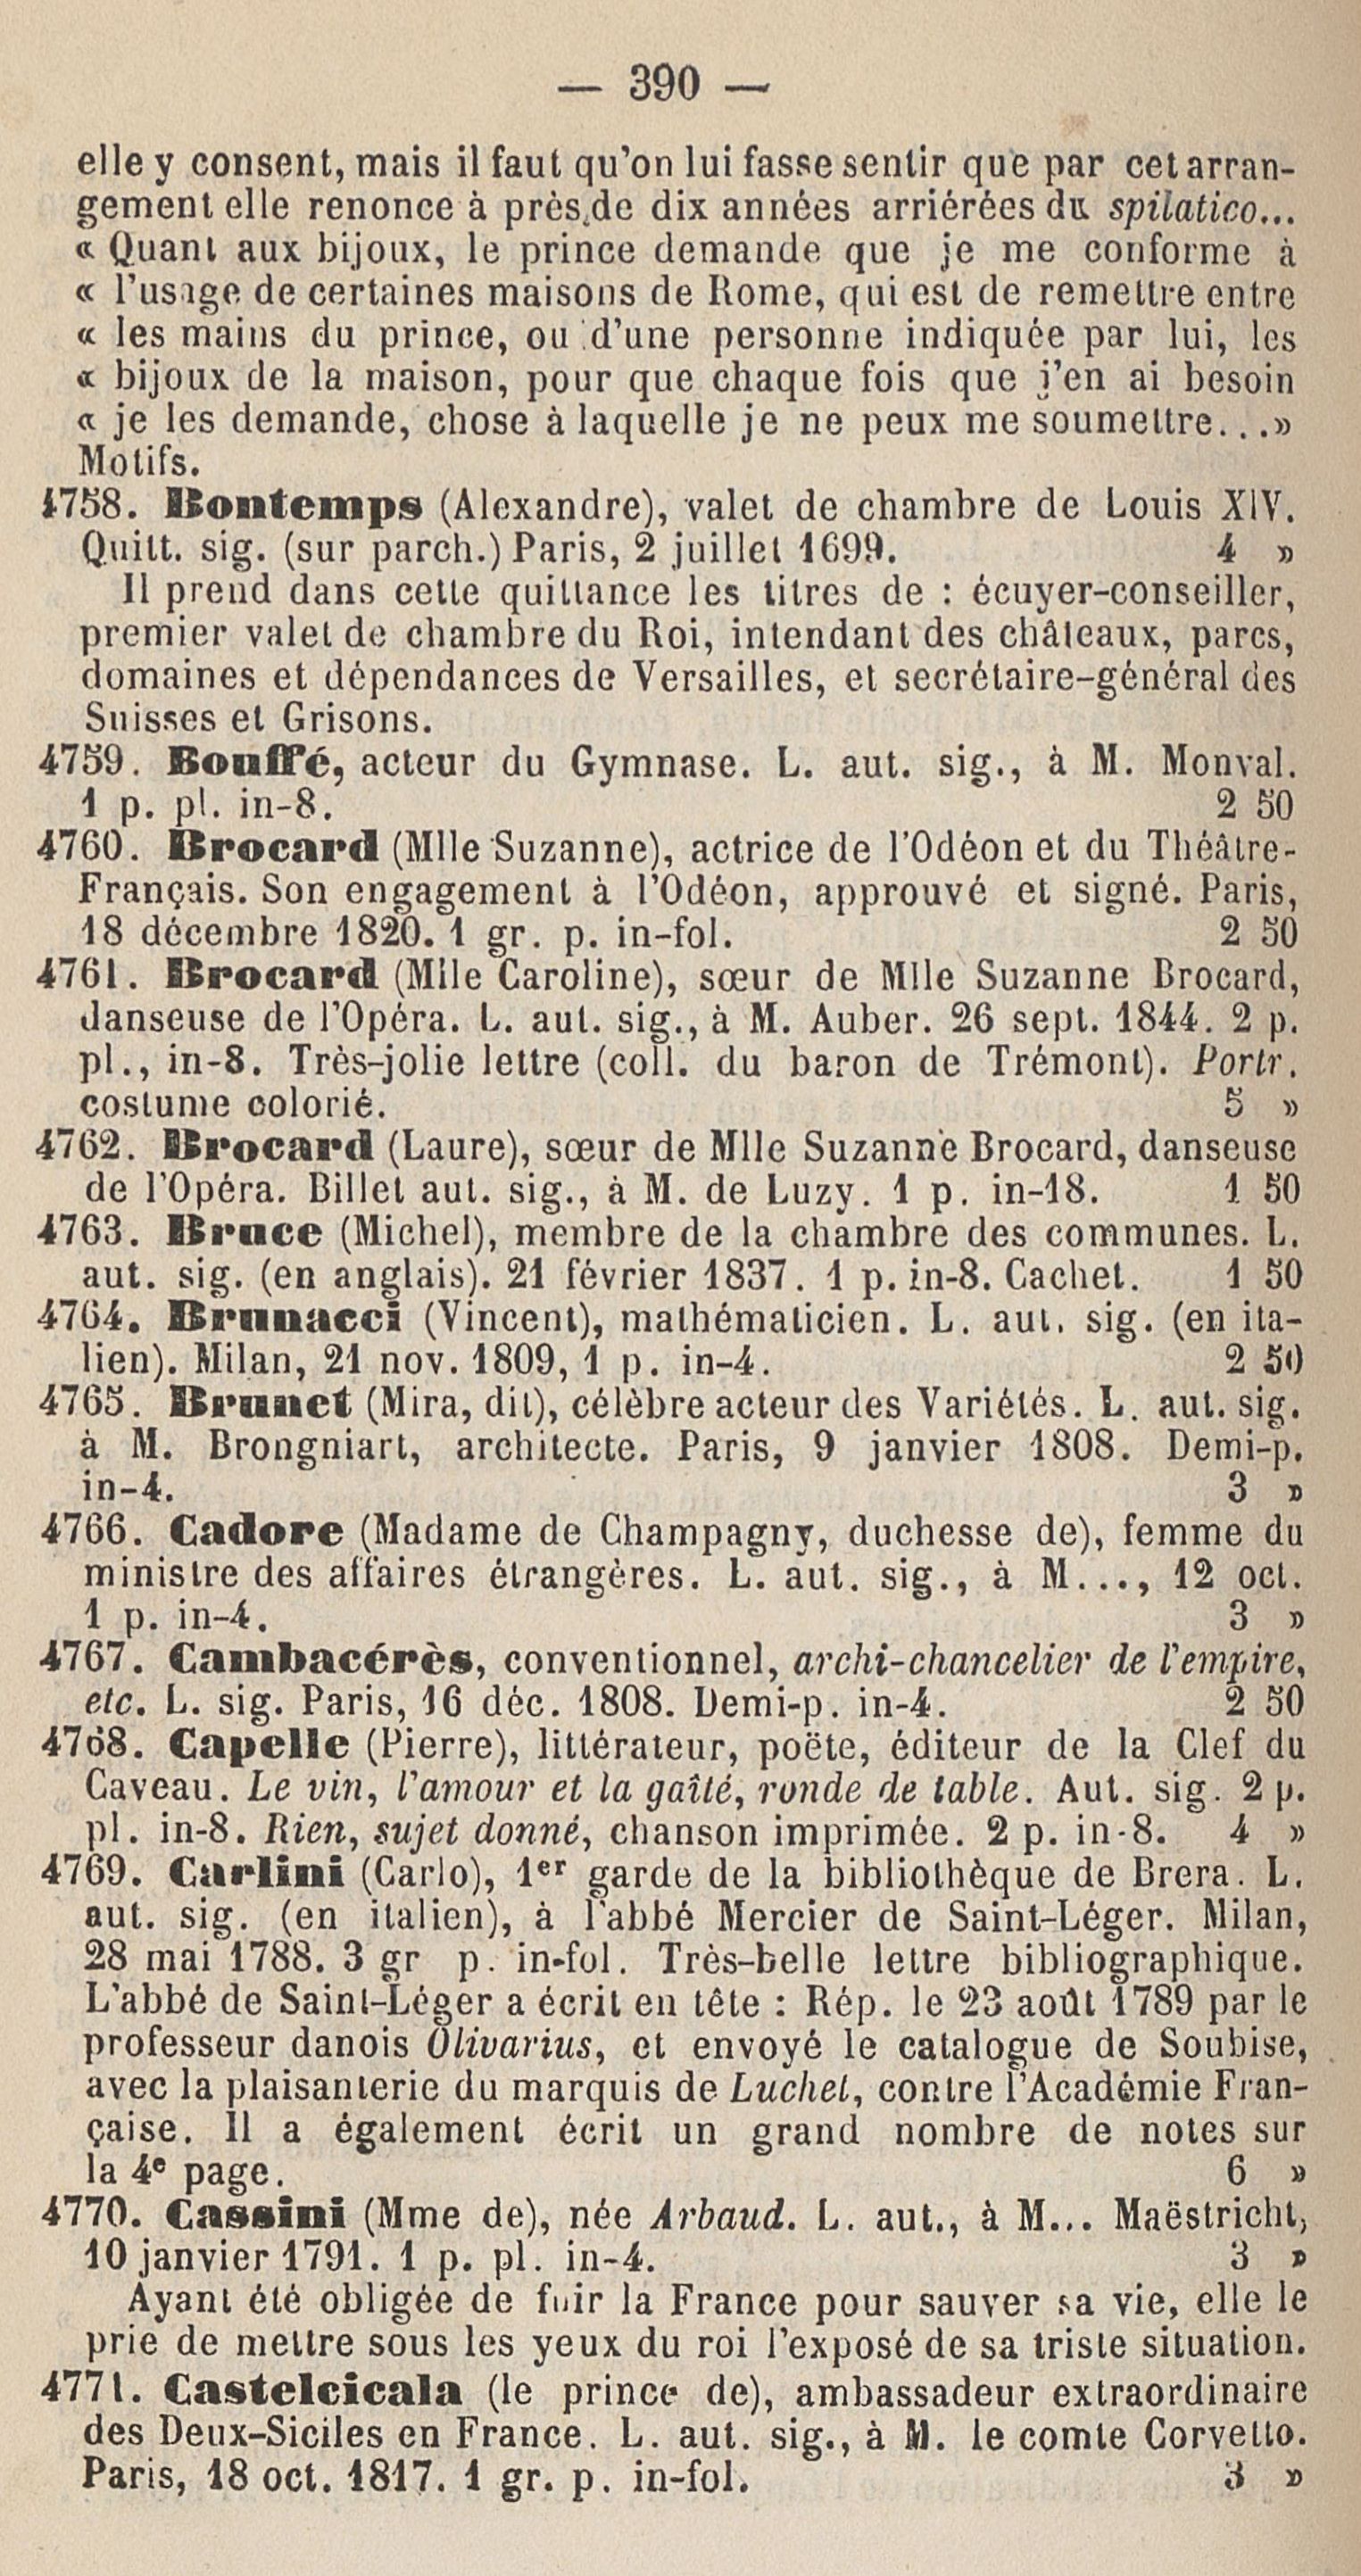 — 390 —
elle y consent, mais il faut qu'on lui fasse sentir que par cet arran-
gement elle renonce à près de dix années arriérées du spilatico...
« Quant aux bijoux, le prince demande que je me conforme à
« l'usage de certaines maisons de Rome, qui est de remettre entre
« les mains du prince, ou d'une personne indiquée par lui, les
« bijoux de la maison, pour que chaque fois que j'en ai besoin
« je les demande, chose à laquelle je ne peux me soumettre...»
Motifs.
4758. Bontemps (Alexandre), valet de chambre de Louis XIV.
Quitt. sig. (sur parch.) Paris, 2 juillet 1699. 4 »
Il prend dans cette quittance les titres de : écuyer-conseiller,
premier valet de chambre du Roi, intendant des châteaux, parcs,
domaines et dépendances de Versailles, et secrétaire-général des
Suisses et Grisons.
4759. Bouffé, acteur du Gymnase. L. aut. sig., à M. Monval.
1 p. pl. in-8. 2 50
4760. Brocard (Mlle Suzanne), actrice de l'Odéon et du Théâtre-
Français. Son engagement à l'Odéon, approuvé et signé. Paris,
18 décembre 1820. 1 gr. p. in-fol. 2 50
4761. Brocard (Mlle Caroline), sœur de Mlle Suzanne Brocard,
danseuse de l'Opéra. L. aut. sig., à M. Auber. 26 sept. 1844. 2 p.
pl., in-8. Très-jolie lettre (coll. du baron de Trémont). Portr.
costume colorié. 5 »
4762. Brocard (Laure), sœur de Mlle Suzanne Brocard, danseuse
de l'Opéra. Billet aut. sig., à M. de Luzy. 1 p. in-18. 1 50
4763. Bruce (Michel), membre de la chambre des communes. L.
aut. sig. (en anglais). 21 février 1837. 1 p. in-8. Cachet. 1 50
4764. Brunacci (Vincent), mathématicien. L. aut. sig. (en ita-
lien). Milan, 21 nov. 1809, 1 p. in-4. 2 50
4765. Brunet (Mira, dit), célèbre acteur des Variétés. L. aut. sig.
à M. Brongniart, architecte. Paris, 9 janvier 1808. Demi-p.
in-4. 3 »
4766. Cadore (Madame de Champagny, duchesse de), femme du
ministre des affaires étrangères. L. aut. sig., à M..., 12 oct.
1 p. in-4. 3 »
4767. Cambacérès, conventionnel, archi-chancelier de l'empire,
etc. L. sig. Paris, 16 déc. 1808. Demi-p. in-4. 2 50
4768. Capelle (Pierre), littérateur, poëte, éditeur de la Clef du
Caveau. Le vin, l'amour et la gaîté, ronde de table. Aut. sig. 2 p.
pl. in-8. Rien, sujet donné, chanson imprimée. 2 p. in-8. 4 »
4769. Carlini (Carlo), 1er garde de la bibliothèque de Brera. L.
aut. sig. (en italien), à l'abbé Mercier de Saint-Léger. Milan,
28 mai 1788. 3 gr p. in-fol. Très-belle lettre bibliographique.
L'abbé de Saint-Léger a écrit en tête : Rép. le 23 août 1789 par le
professeur danois Olivarius, et envoyé le catalogue de Soubise,
avec la plaisanterie du marquis de Luchet, contre l'Académie Fran-
çaise. Il a également écrit un grand nombre de notes sur
la 4e page. 6 »
4770. Cassini (Mme de), née Arbaud. L. aut., à M... Maëstricht,
10 janvier 1791. 1 p. pl. in-4. 3 »
Ayant été obligée de fuir la France pour sauver sa vie, elle le
prie de mettre sous les yeux du roi l'exposé de sa triste situation.
4771. Castelcicala (le prince de), ambassadeur extraordinaire
des Deux-Siciles en France. L. aut. sig., à M. le comte Corvetto.
Paris, 18 oct. 1817. 1 gr. p. in-fol. 3 »